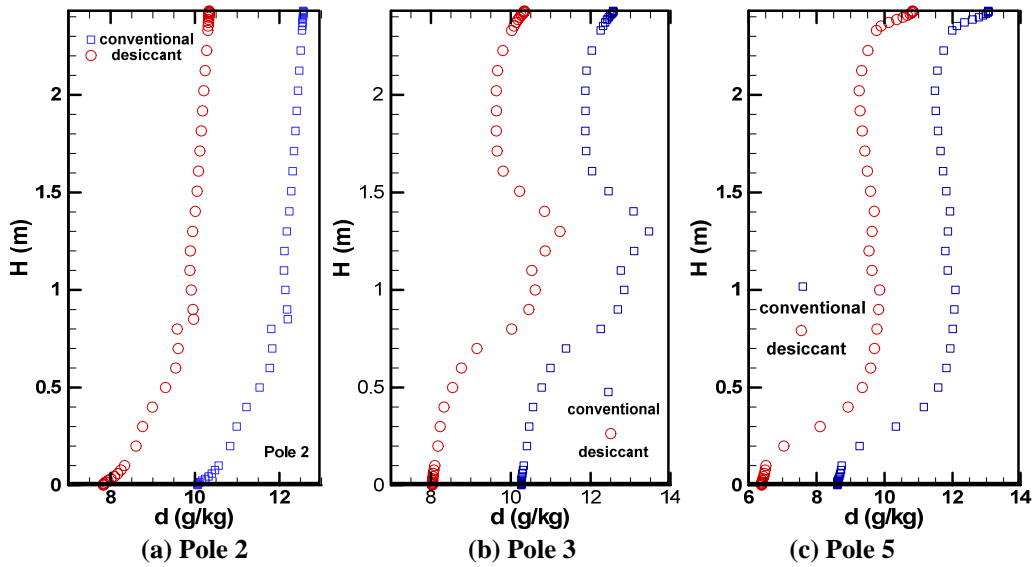 conventional
desiccant
Pole 2
H (m)
2
1.5
1
0.5
0
8
10
12
d (g/kg)
(a) Pole 2
H (m)
2
1.5
1
0.5
0
conventional
desiccant
8
10
12
14
d (g/kg)
(b) Pole 3
H (m)
2
1.5
1
0.5
0
conventional
desiccant
6
8
10
12
14
d (g/kg)
(c) Pole 5